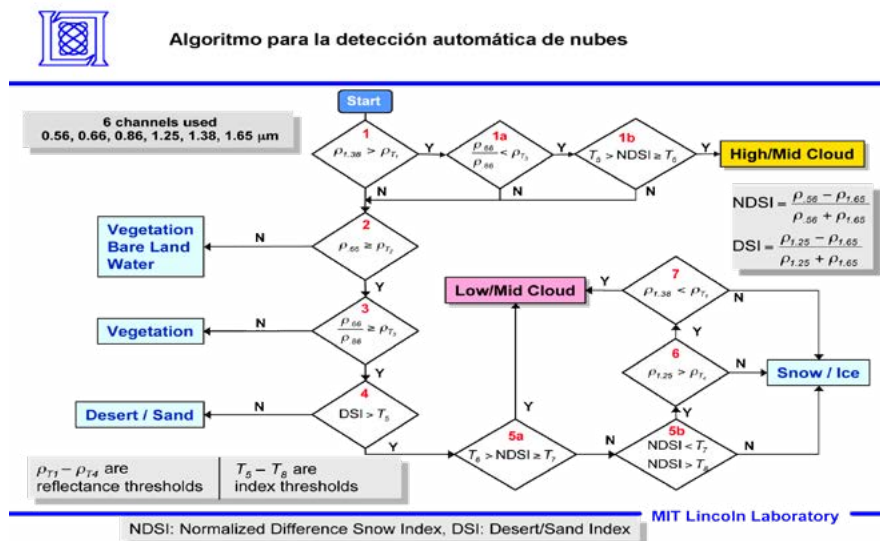 Algoritmo para la detección automática de nubes
6 channels used
0.56, 0.66, 0.86, 1.25, 1.38, 1.65 μm
Start
1
ρ1.38 > ρT1
Y
1a
ρ.66 / ρ.86 < ρT3
Y
1b
> NDSI ≥
Y
High/Mid Cloud
N
N
N
NDSI = (ρ.56 − ρ1.65) / (ρ.56 + ρ1.65)
DSI = (ρ1.25 − ρ1.65) / (ρ1.25 + ρ1.65)
2
ρ.66 ≥ ρT2
N
Vegetation
Bare Land
Water
Y
3
ρ.66 / ρ.86 ≥ ρT3
N
Vegetation
Y
4
DSI > T5
N
Desert / Sand
Y
5a
T6 > NDSI ≥ T7
Y
Low/Mid Cloud
N
5b
NDSI < T7
NDSI > T8
N
Y
6
ρ1.25 > ρT4
N
Snow / Ice
Y
7
ρ1.38 <
Y
N
ρT1 – ρT4 are
reflectance thresholds
T5 – T8 are
index thresholds
MIT Lincoln Laboratory
NDSI: Normalized Difference Snow Index, DSI: Desert/Sand Index